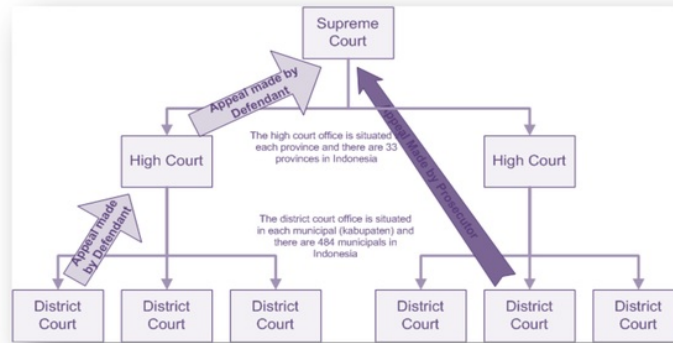 Supreme
Court
Appeal made by
Defendant
High Court
The high court office is situated
each province and there are 33
provinces in Indonesia
Appeal Made by Prosecutor
High Court
Appeal made
by Defendant
The district court office is situated
in each municipal (kabupaten) and
there are 484 municipals in
Indonesia
District
Court
District
Court
District
Court
District
Court
District
Court
District
Court